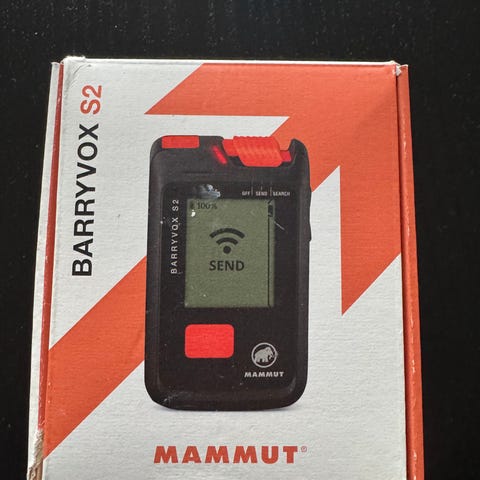 BARRYVOX S2
OFF | SEND | SEARCH
100%
SEND
BARRYVOX S2
MAMMUT
MAMMUT®